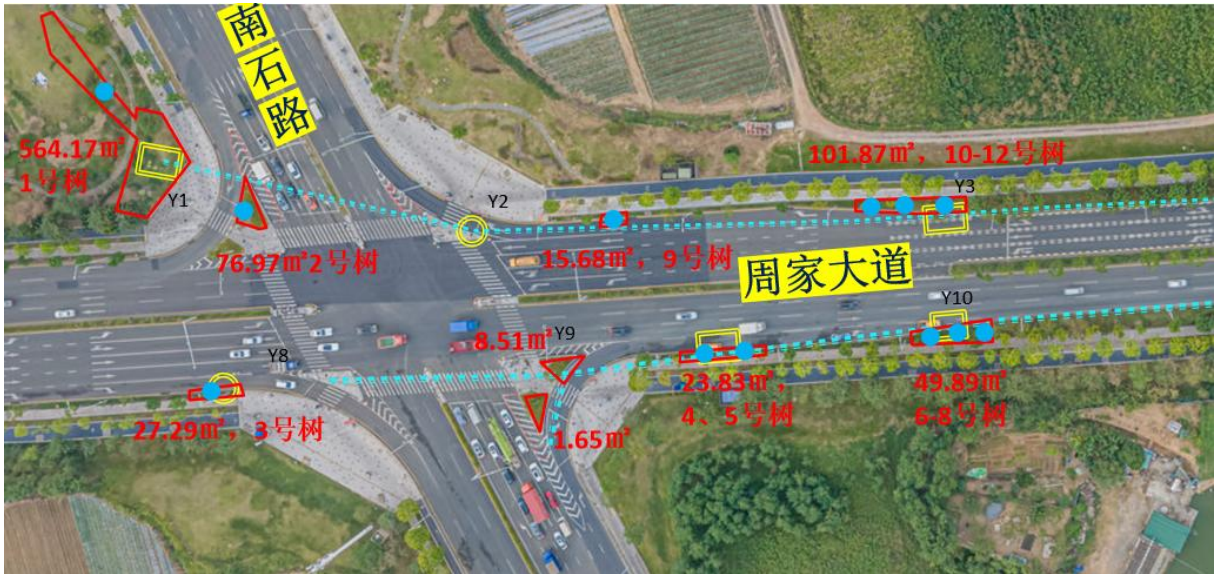 南
石
路
564.17㎡
1号树
Y1
Y2
101.87㎡，10-12号树
Y3
76.97㎡2号树
15.68㎡，9号树
周家大道
Y10
8.51㎡
Y9
Y8
23.83㎡，
4、5号树
49.89㎡
6-8号树
27.29㎡，3号树
1.65㎡